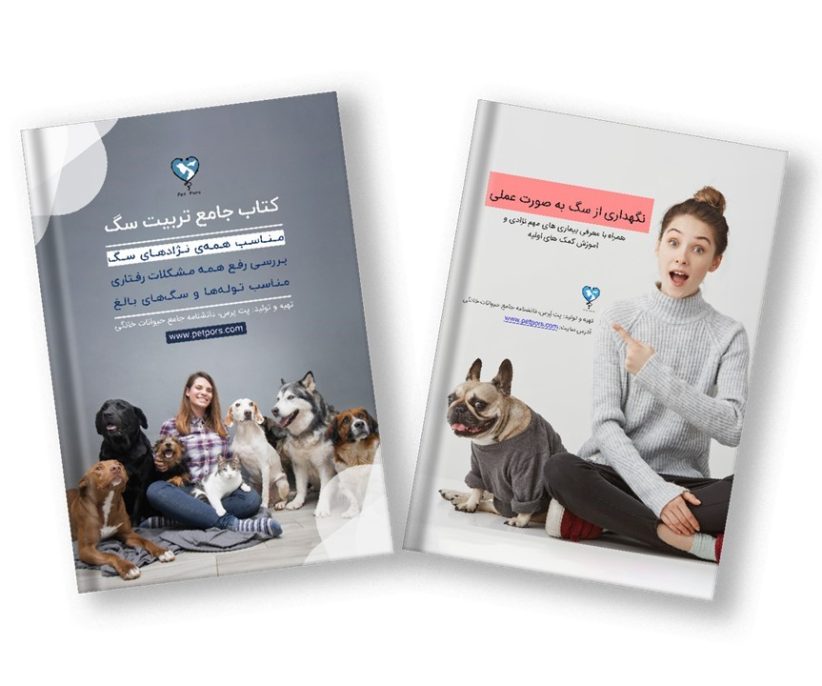 Pet Pors
کتاب جامع تربیت سگ
مناسب همه‌ی نژادهای سگ
بررسی رفع همه مشکلات رفتاری
مناسب توله‌ها و سگ‌های بالغ
تهیه و تولید: پت پرس، دانشنامه جامع حیوانات خانگی
www.petpors.com
نگهداری از سگ به صورت عملی
همراه با معرفی بیماری های مهم نژادی و
آموزش کمک های اولیه
تهیه و تولید: پت پُرس، دانشنامه جامع حیوانات خانگی
آدرس سایت: www.petpors.com